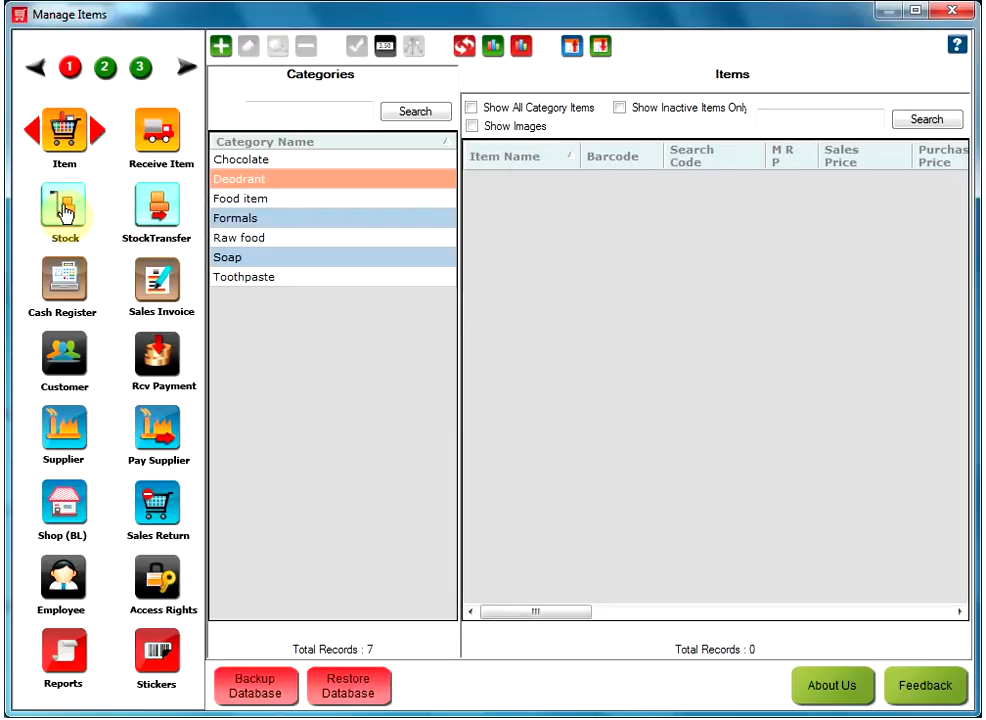 Manage Items
1 2 3
Item
Receive Item
Stock
StockTransfer
Cash Register
Sales Invoice
Customer
Rcv Payment
Supplier
Pay Supplier
Shop (BL)
Sales Return
Employee
Access Rights
Reports
Stickers
3.50
?
Categories
Search
Category Name
Chocolate
Deodrant
Food item
Formals
Raw food
Soap
Toothpaste
Total Records : 7
Items
Show All Category Items
Show Inactive Items Only
Show Images
Search
Item Name
Barcode
Search
Code
M R
P
Sales
Price
Purchas
Price
Total Records : 0
Backup
Database
Restore
Database
About Us
Feedback